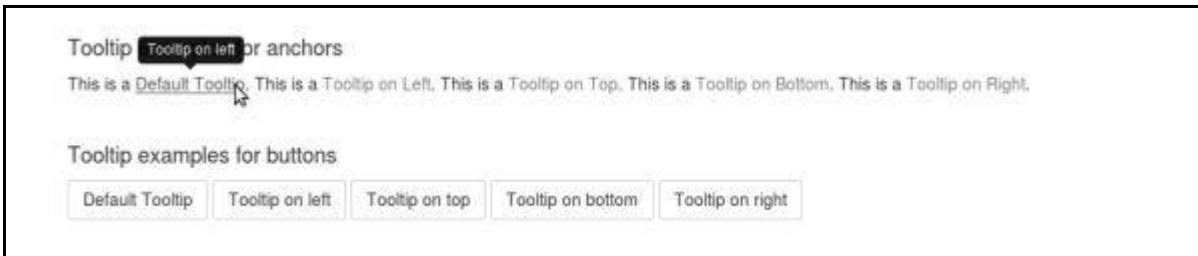 Tooltip Tooltip on left or anchors
This is a Default Tooltip. This is a Tooltip on Left. This is a Tooltip on Top. This is a Tooltip on Bottom. This is a Tooltip on Right.
Tooltip examples for buttons
Default Tooltip Tooltip on left Tooltip on top Tooltip on bottom Tooltip on right